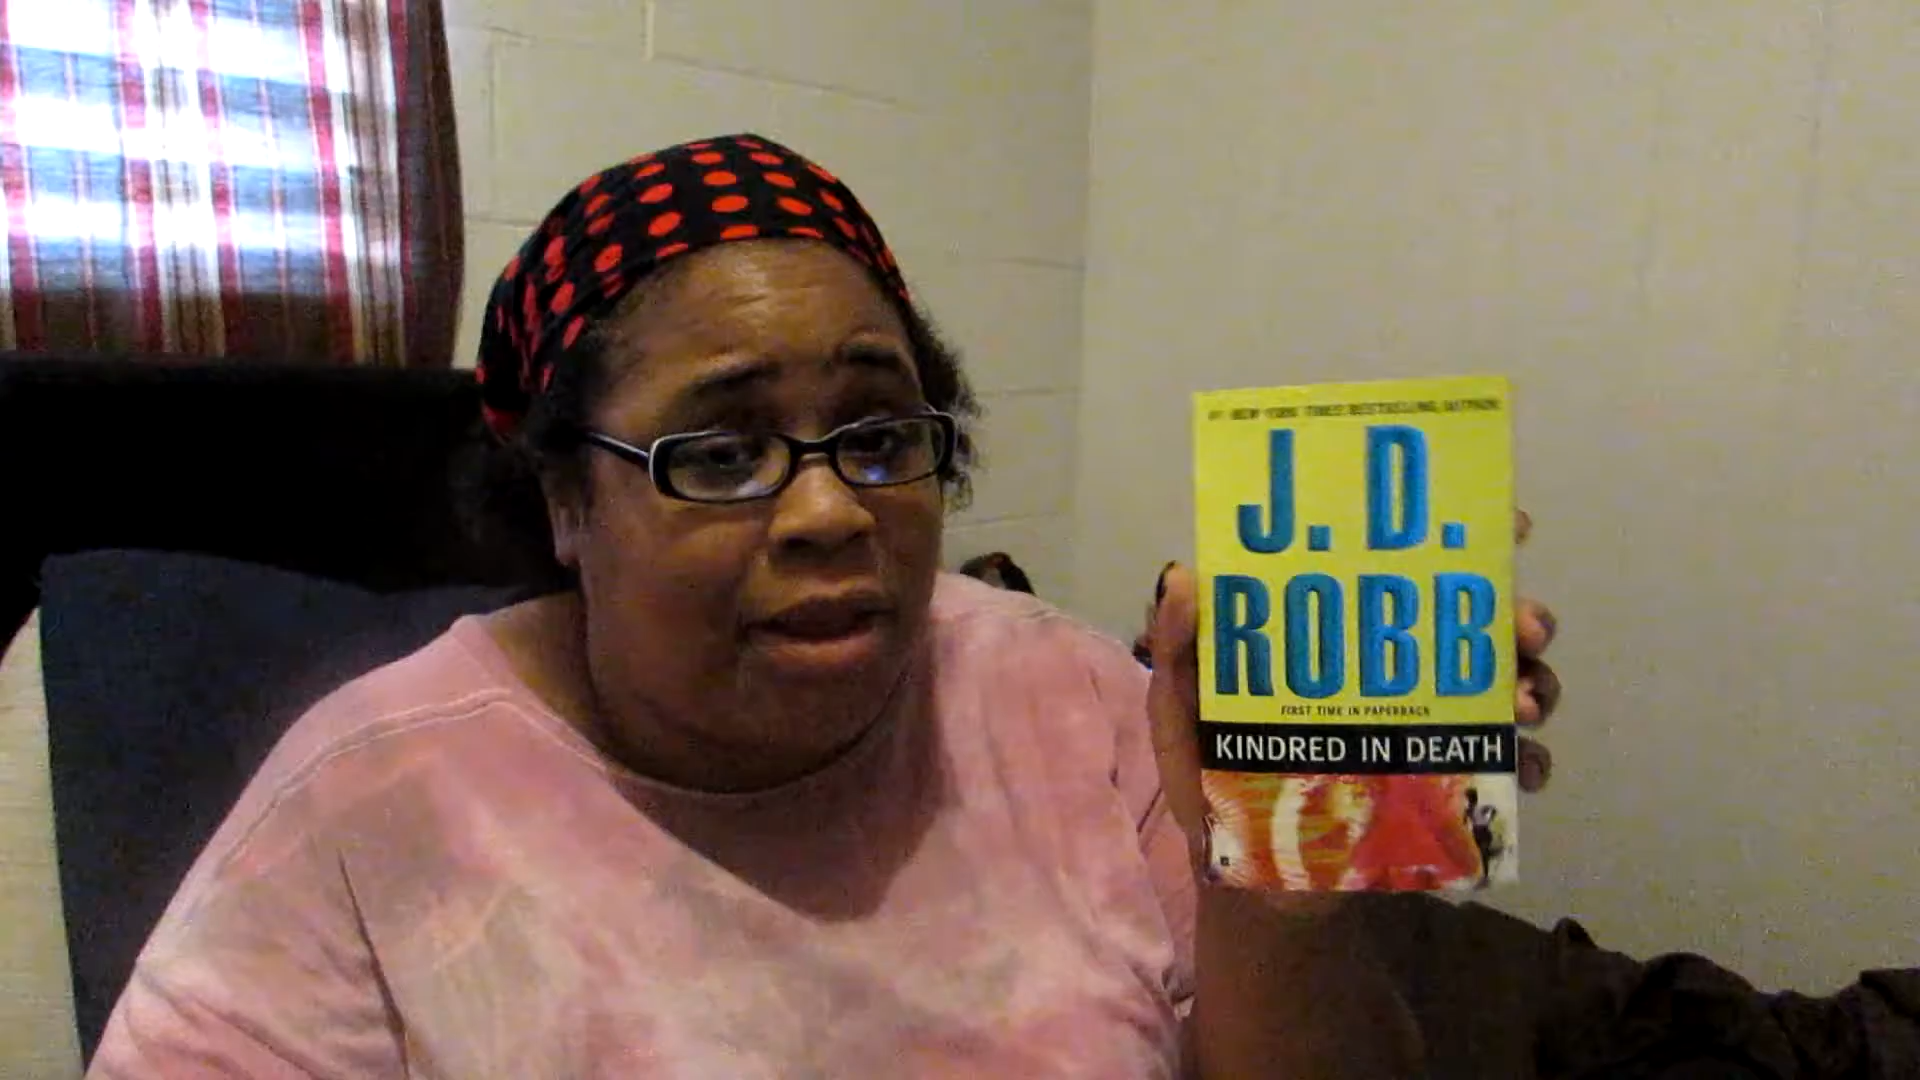 #1 NEW YORK TIMES BESTSELLING AUTHOR
J. D.
ROBB
FIRST TIME IN PAPERBACK
KINDRED IN DEATH